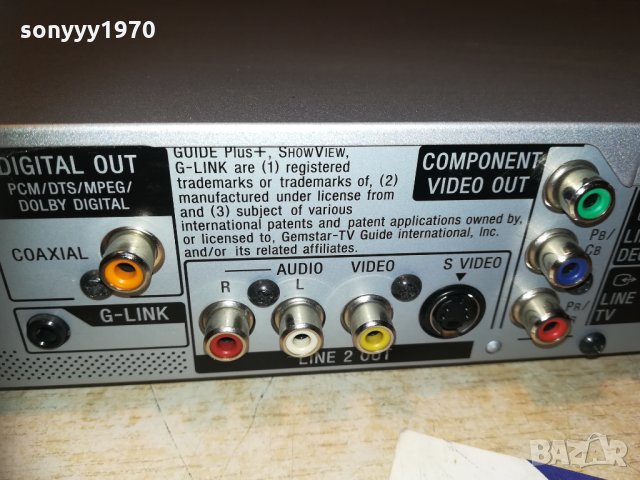 sonyyy1970
DIGITAL OUT
PCM/DTS/MPEG/
DOLBY DIGITAL
COAXIAL
G-LINK
GUIDE Plus+, SHOWVIEW,
G-LINK are (1) registered
trademarks or trademarks of, (2)
manufactured under license from
and (3) subject of various
international patents and patent applications owned by,
or licensed to, Gemstar-TV Guide international, Inc.
and/or its related affiliates.
COMPONENT
VIDEO OUT
AUDIO
R L
VIDEO
S VIDEO
LINE 2 OUT
PB/
CB
PR/
LINE
TV
BAZAR